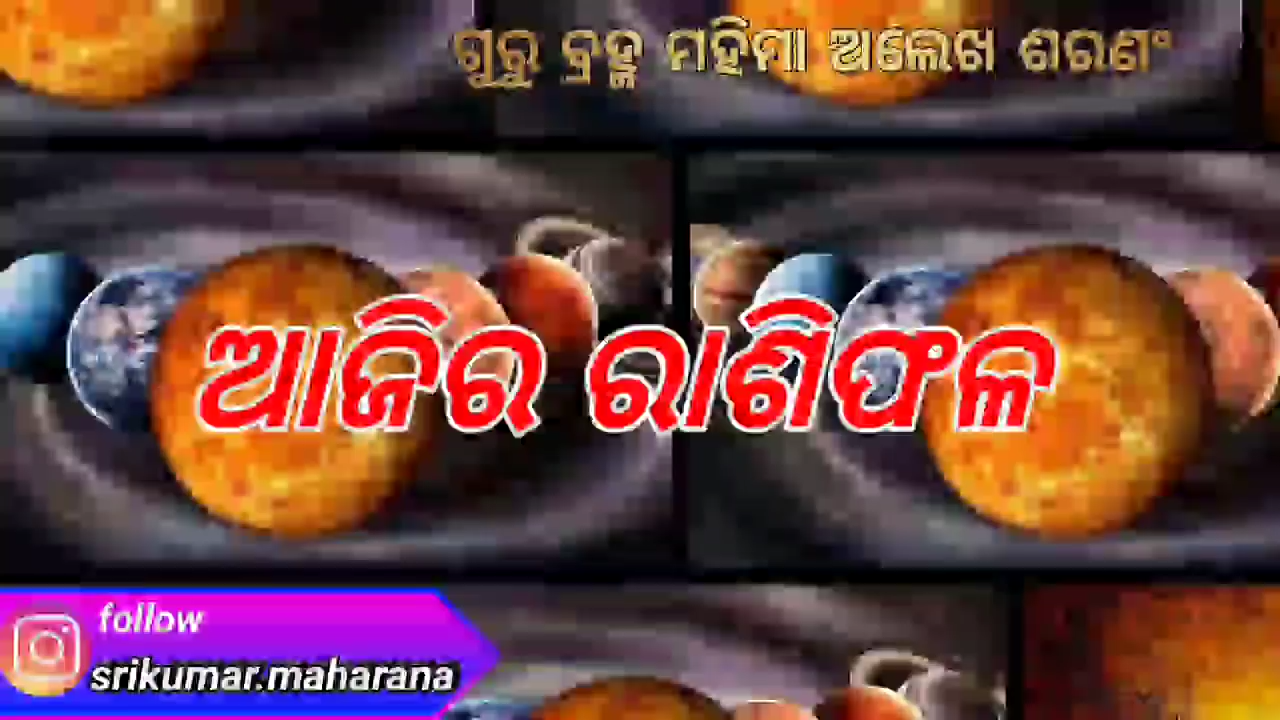 ଗୁରୁ ବ୍ରହ୍ମ ମହିମା ଅଲେଖ ଶରଣଂ
ଆଜିର ରାଶିଫଳ
follow
srikumar.maharana